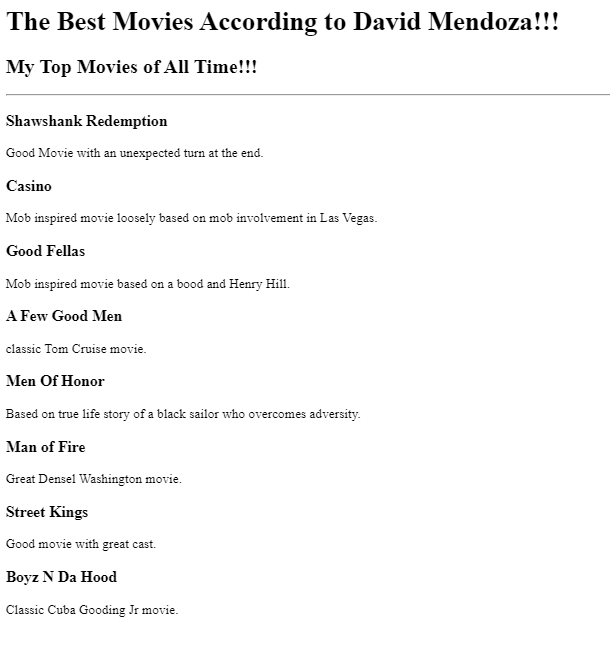 The Best Movies According to David Mendoza!!!
My Top Movies of All Time!!!
Shawshank Redemption
Good Movie with an unexpected turn at the end.
Casino
Mob inspired movie loosely based on mob involvement in Las Vegas.
Good Fellas
Mob inspired movie based on a bood and Henry Hill.
A Few Good Men
classic Tom Cruise movie.
Men Of Honor
Based on true life story of a black sailor who overcomes adversity.
Man of Fire
Great Densel Washington movie.
Street Kings
Good movie with great cast.
Boyz N Da Hood
Classic Cuba Gooding Jr movie.